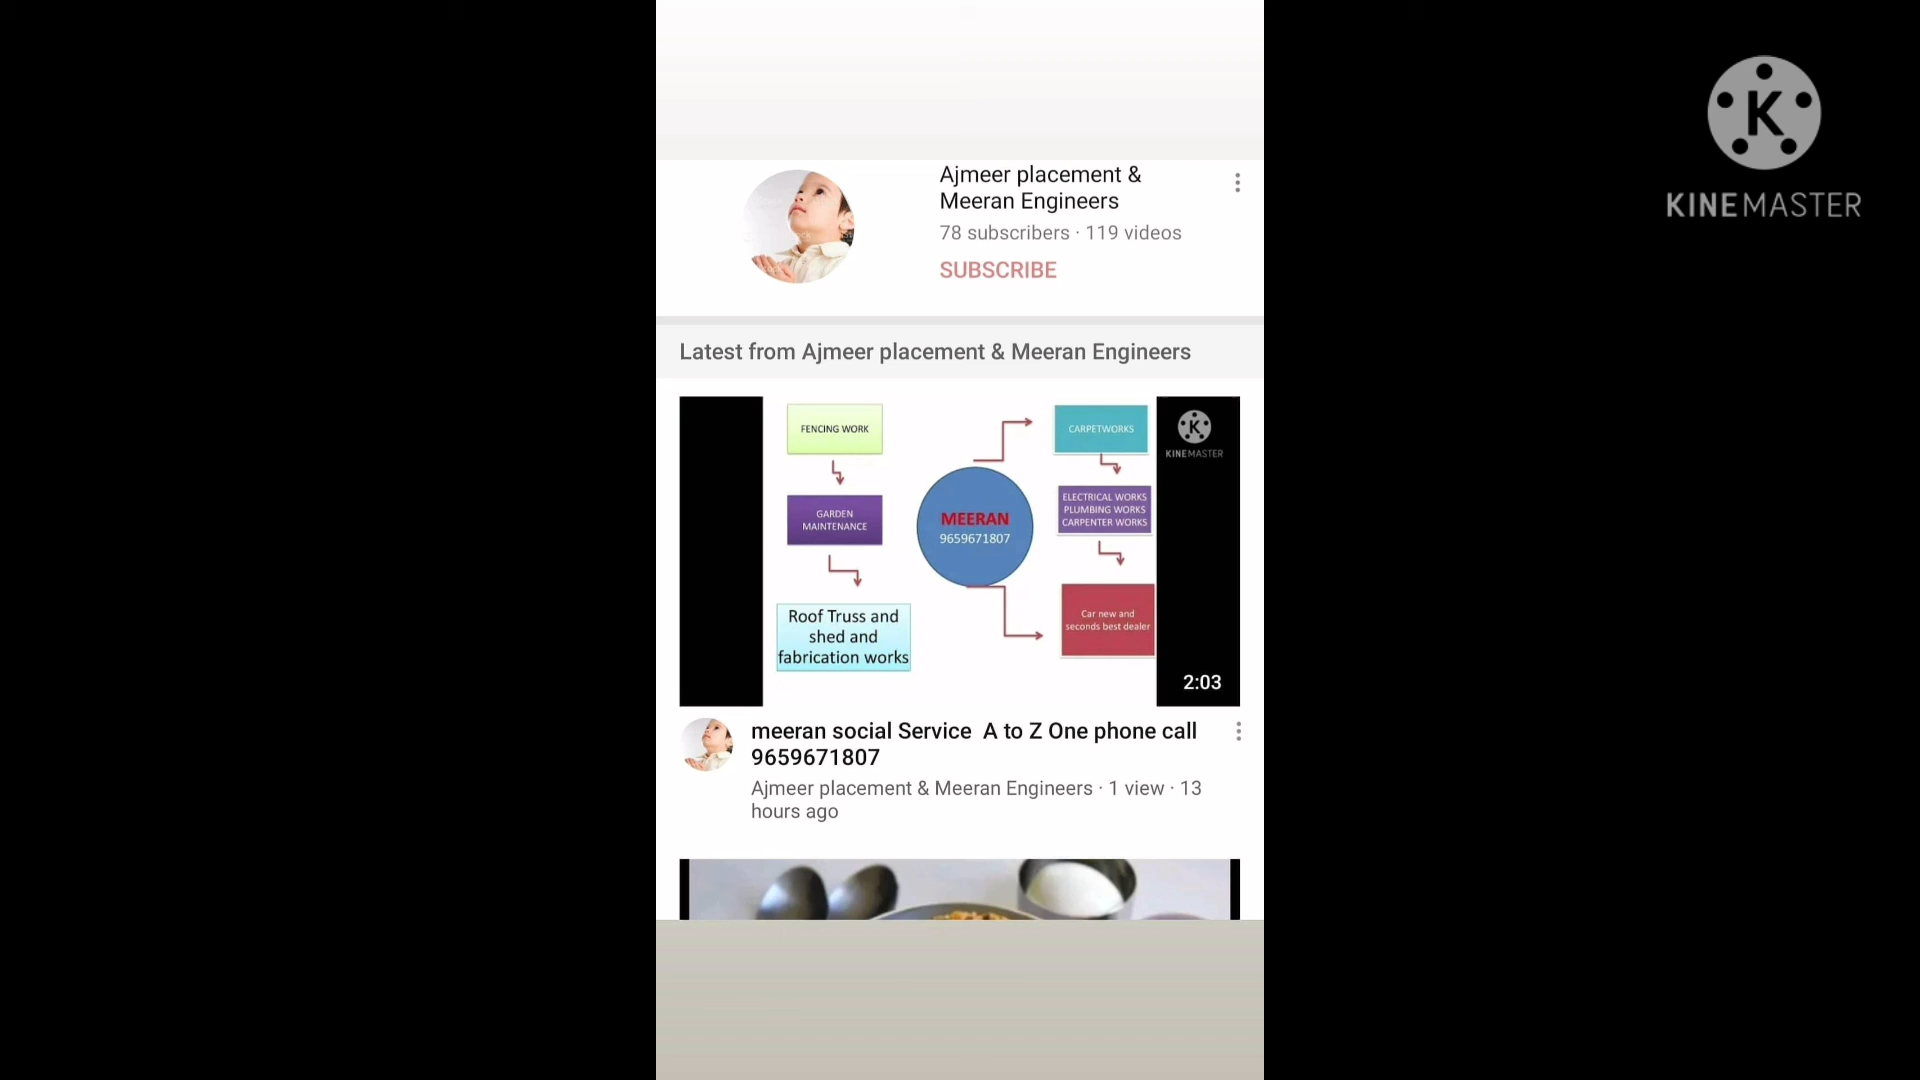 KINEMASTER
Ajmeer placement &
Meeran Engineers
78 subscribers · 119 videos
SUBSCRIBE
Latest from Ajmeer placement & Meeran Engineers
FENCING WORK
GARDEN
MAINTENANCE
Roof Truss and
shed and
fabrication works
MEERAN
9659671807
CARPETWORKS
ELECTRICAL WORKS
PLUMBING WORKS
CARPENTER WORKS
Car new and
seconds best dealer
KINEMASTER
2:03
meeran social Service A to Z One phone call
9659671807
Ajmeer placement & Meeran Engineers · 1 view · 13
hours ago